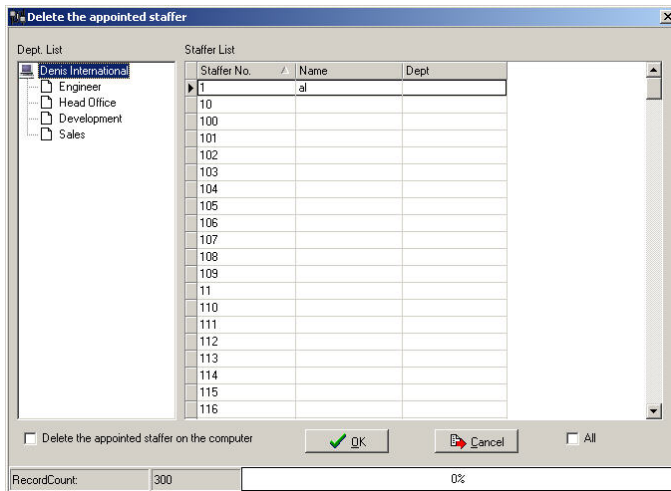 Delete the appointed staffer
Dept. List
Staffer List
Denis International
Engineer
Head Office
Development
Sales
Staffer No. Name Dept
1 al
10
100
101
102
103
104
105
106
107
108
109
11
110
111
112
113
114
115
116
Delete the appointed staffer on the computer
OK
Cancel
All
RecordCount: 300 0%